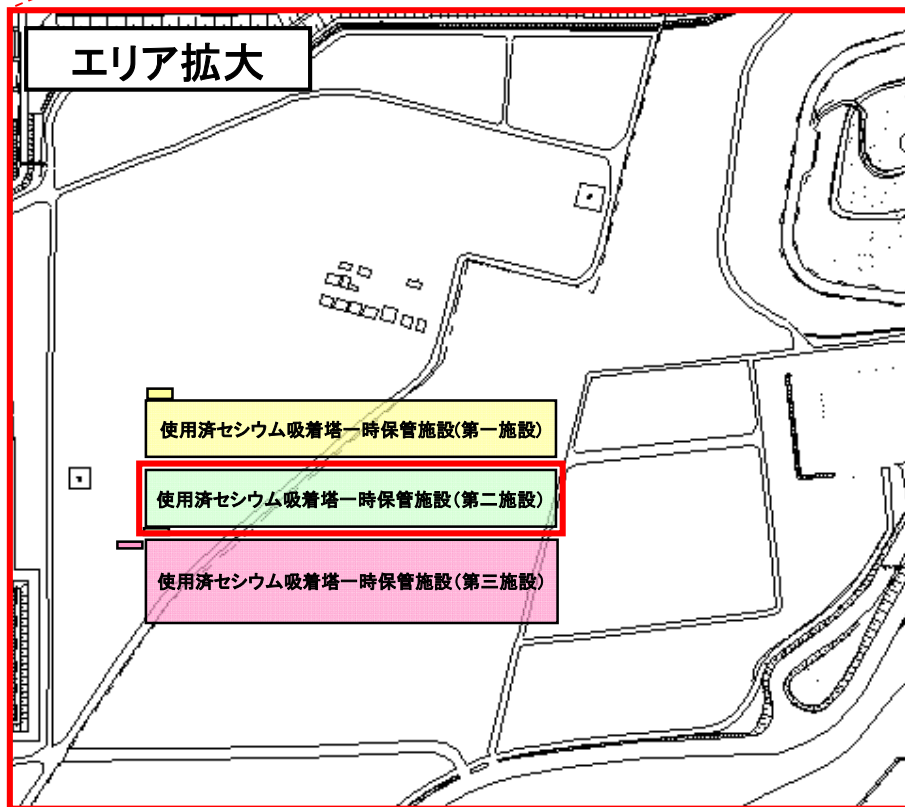 エリア拡大
使用済セシウム吸着塔一時保管施設(第一施設)
使用済セシウム吸着塔一時保管施設(第二施設)
使用済セシウム吸着塔一時保管施設(第三施設)